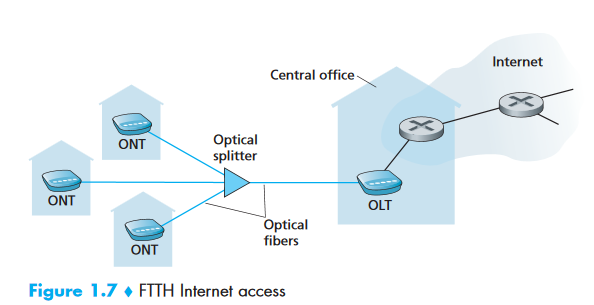 Internet
Central office
ONT
Optical
splitter
ONT
OLT
Optical
fibers
ONT
Figure 1.7 ♦ FTTH Internet access